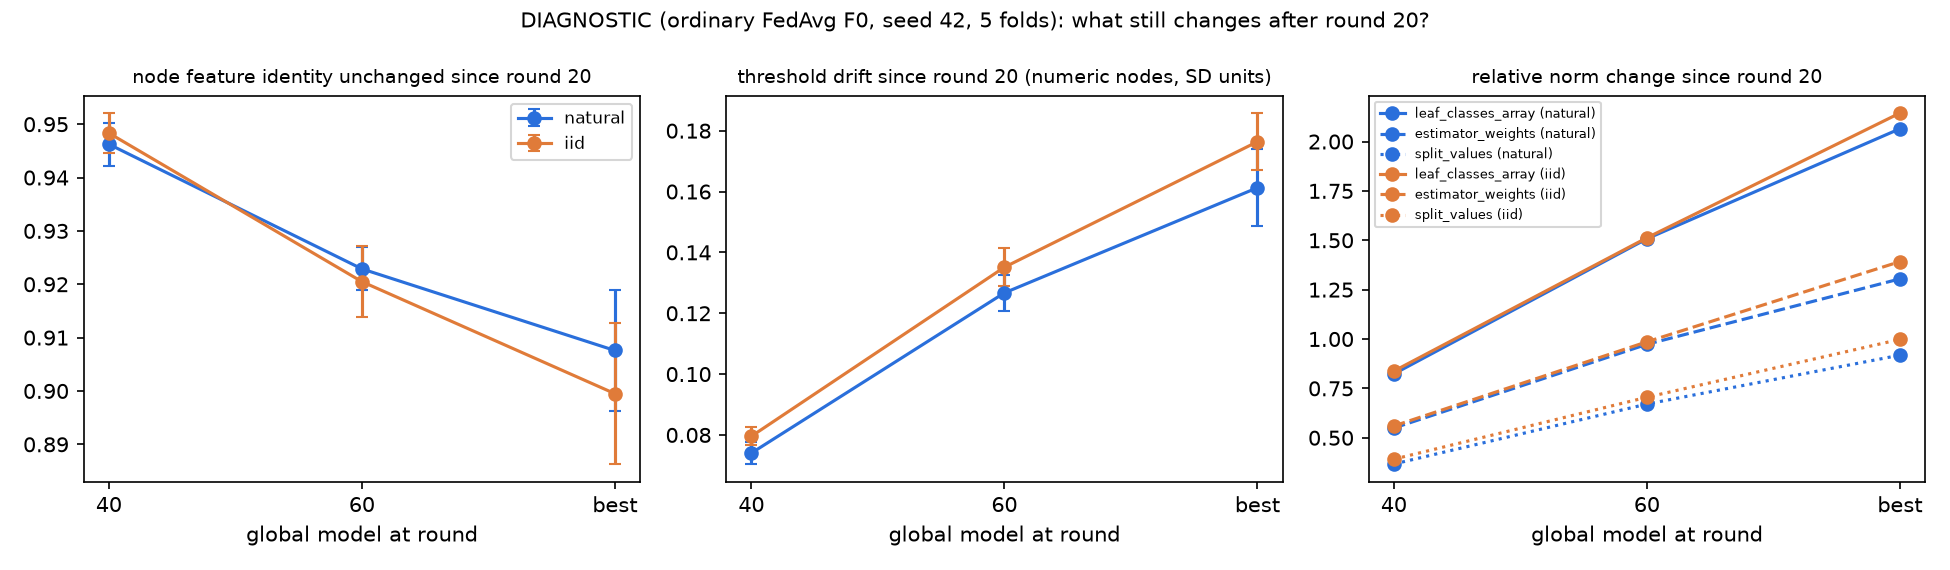 DIAGNOSTIC (ordinary FedAvg F0, seed 42, 5 folds): what still changes after round 20?
node feature identity unchanged since round 20
0.95
0.94
0.93
0.92
0.91
0.90
0.89
natural
iid
40
60
best
global model at round
threshold drift since round 20 (numeric nodes, SD units)
0.18
0.16
0.14
0.12
0.10
0.08
40
60
best
global model at round
relative norm change since round 20
2.00
1.75
1.50
1.25
1.00
0.75
0.50
leaf_classes_array (natural)
estimator_weights (natural)
split_values (natural)
leaf_classes_array (iid)
estimator_weights (iid)
split_values (iid)
40
60
best
global model at round